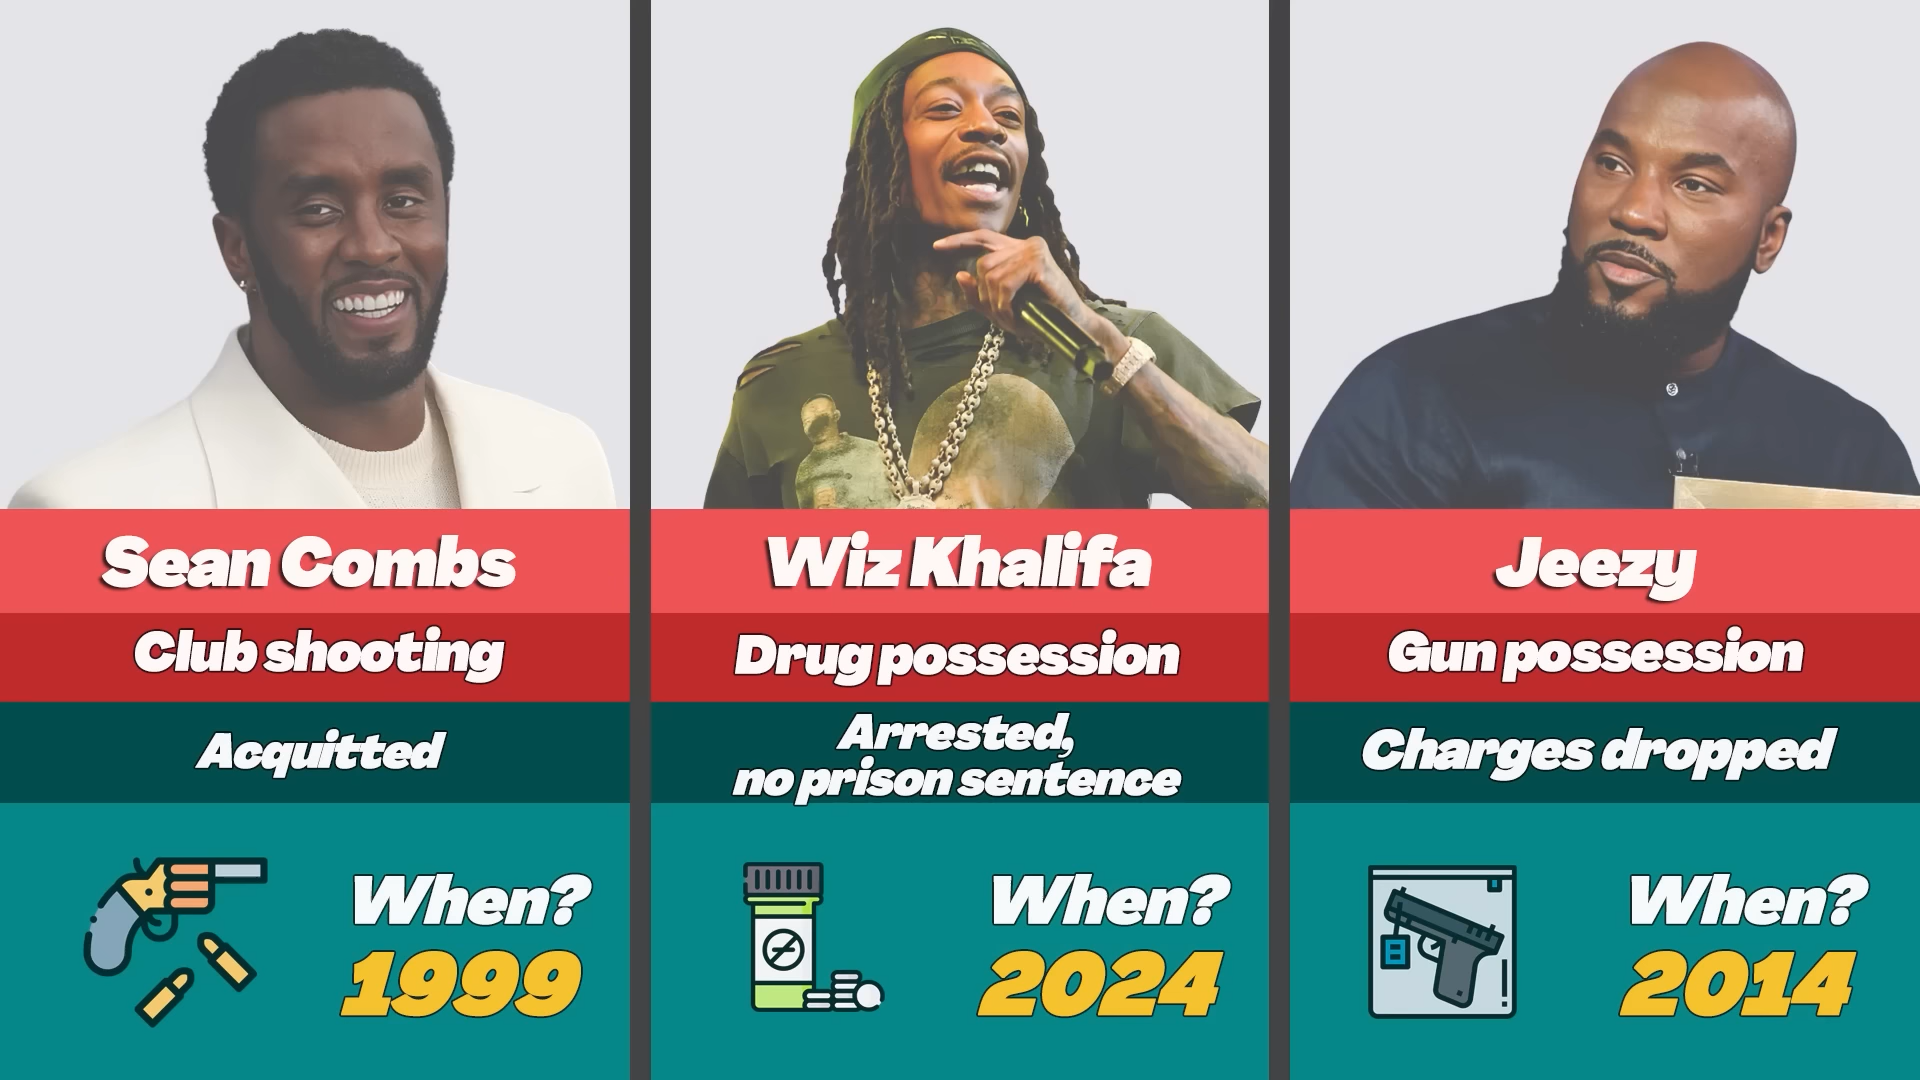 Sean Combs
Club shooting
Acquitted
When?
1999
Wiz Khalifa
Drug possession
Arrested,
no prison sentence
When?
2024
Jeezy
Gun possession
Charges dropped
When?
2014